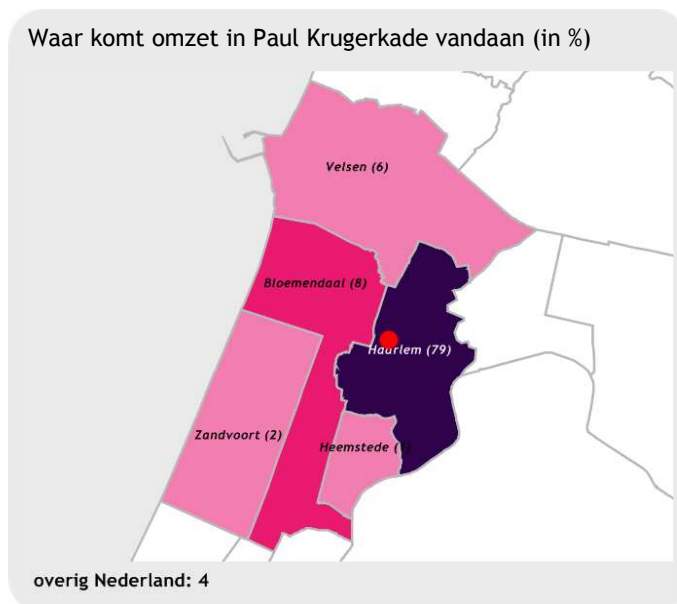 Waar komt omzet in Paul Krugerkade vandaan (in %)
Velsen (6)
Bloemendaal (8)
Haarlem (79)
Zandvoort (2)
Heemstede
overig Nederland: 4